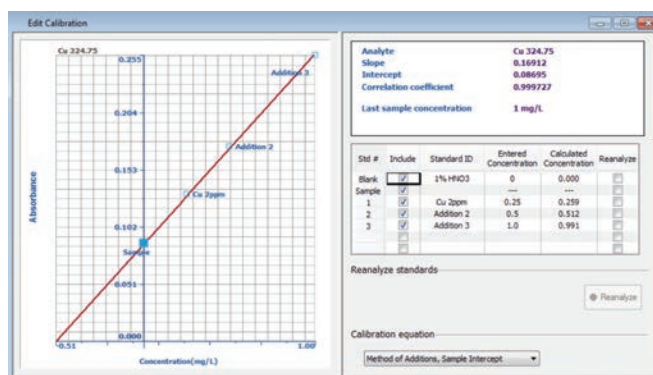 Edit Calibration
Cu 324.75
0.255
Addition 3
0.204
Addition 2
0.153
Cu 2ppm
0.102
Sample
0.051
0.000
-0.51
1.00
Absorbance
Concentration(mg/L)
Analyte Cu 324.75
Slope 0.16912
Intercept 0.08695
Correlation coefficient 0.999727
Last sample concentration 1 mg/L
Std # Include Standard ID Entered Concentration Calculated Concentration Reanalyze
Blank 1% HNO3 0 0.000
Sample --- ---
1 Cu 2ppm 0.25 0.259
2 Addition 2 0.5 0.512
3 Addition 3 1.0 0.991
Reanalyze standards
Reanalyze
Calibration equation
Method of Additions, Sample Intercept